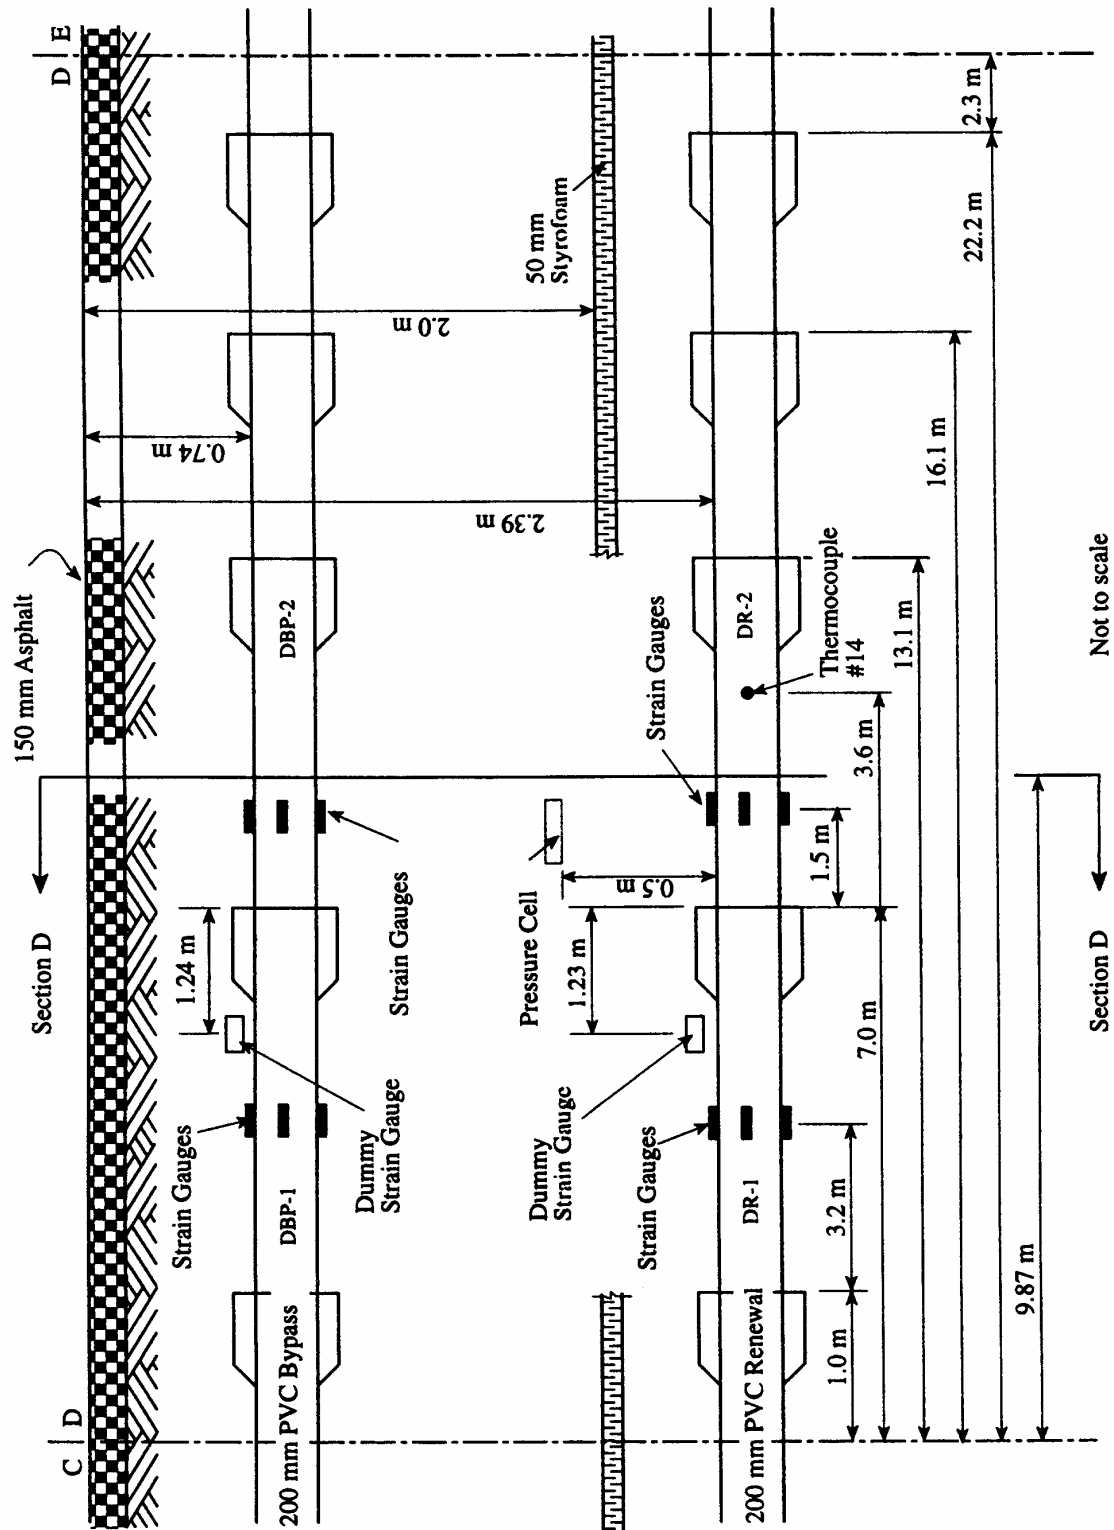 C | D
D | E
150 mm Asphalt
Section D
1.24 m
0.74 m
2.0 m
2.39 m
50 mm
Styrofoam
200 mm PVC Bypass
DBP-1
DBP-2
Strain Gauges
Dummy
Strain Gauge
Strain Gauges
Pressure Cell
0.5 m
1.23 m
Dummy
Strain Gauge
Strain Gauges
Strain Gauges
200 mm PVC Renewal
DR-1
DR-2
Thermocouple
#14
1.0 m
3.2 m
1.5 m
3.6 m
7.0 m
13.1 m
16.1 m
22.2 m
2.3 m
9.87 m
Section D
Not to scale